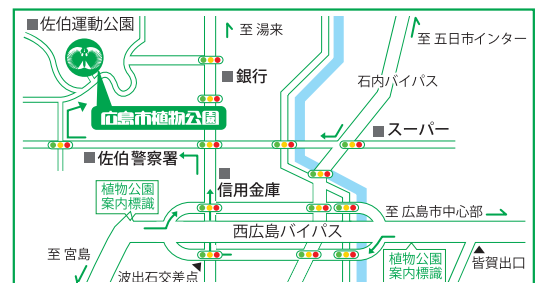 佐伯運動公園
至 湯来
至 五日市インター
銀行
石内バイパス
広島市植物公園
スーパー
佐伯警察署
植物公園
案内標識
信用金庫
至 広島市中心部
西広島バイパス
至 宮島
植物公園
案内標識
皆賀出口
波出石交差点